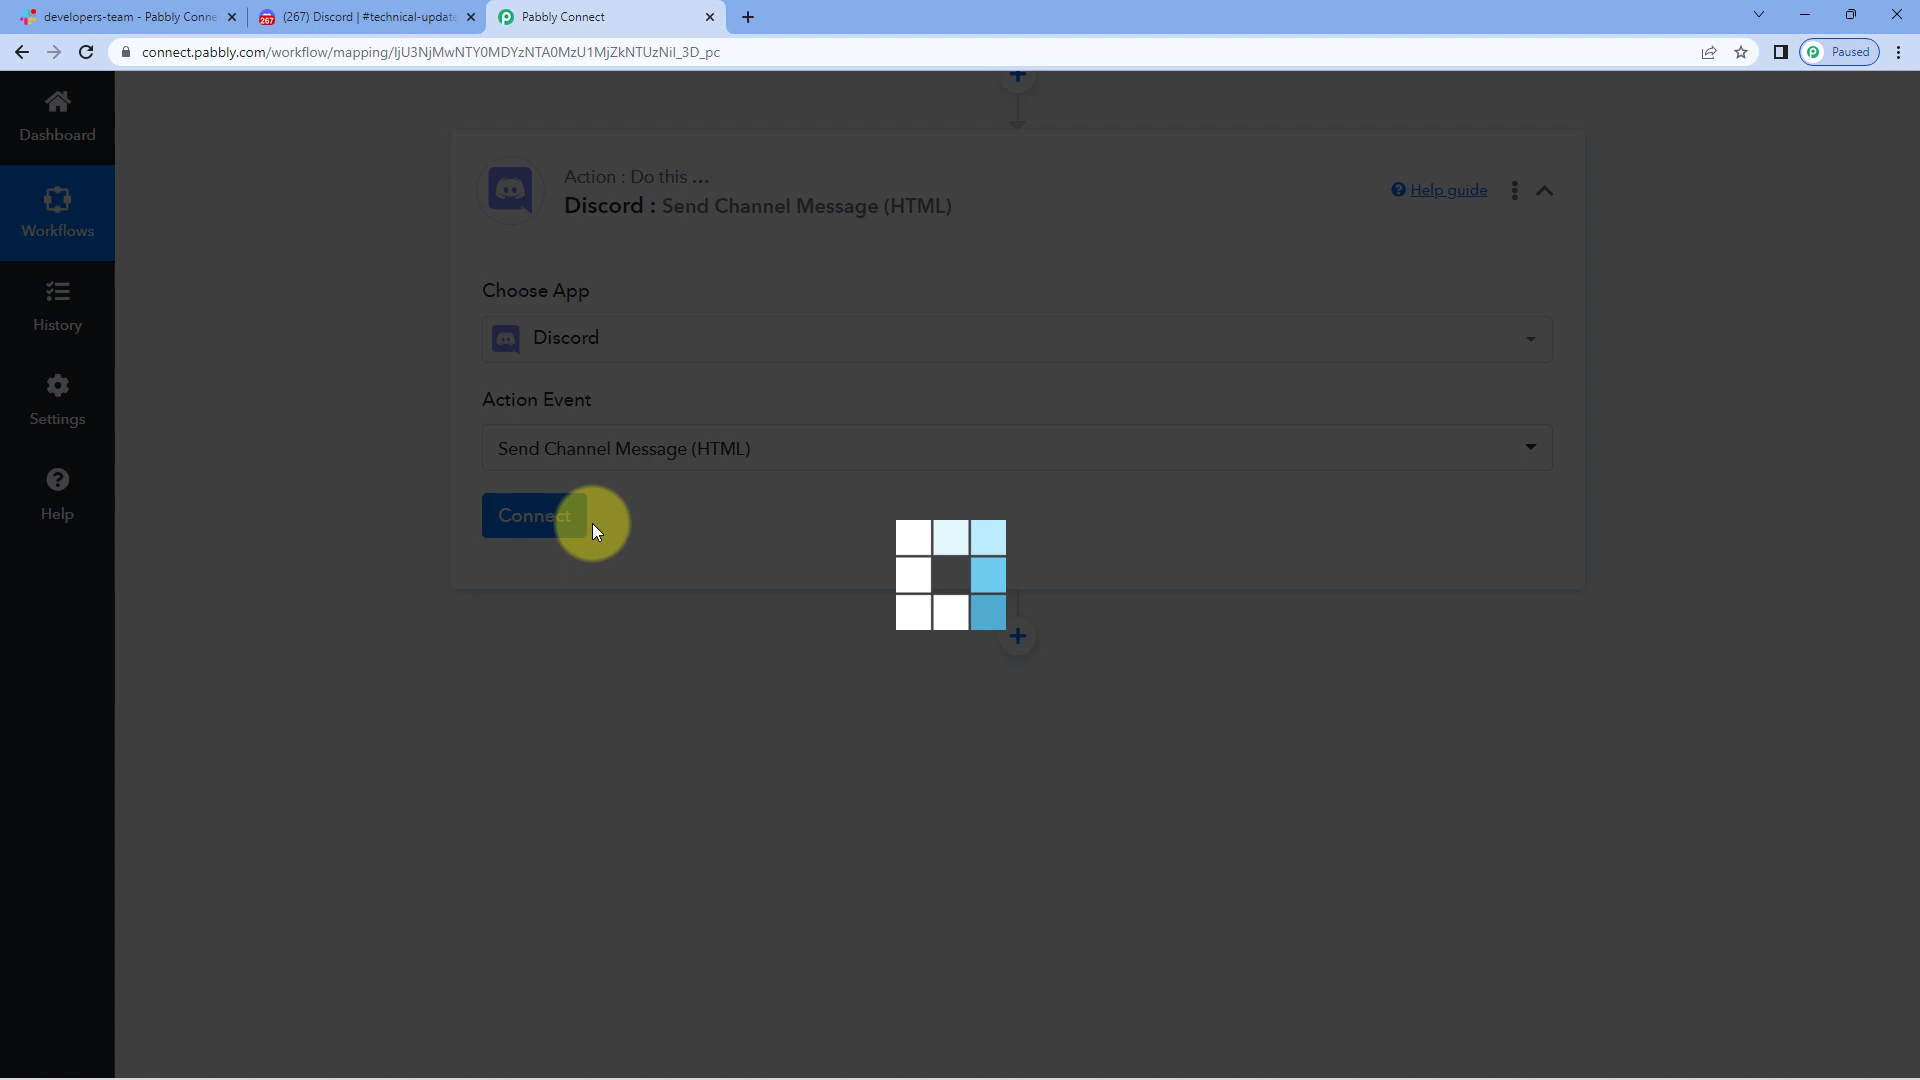 developers-team - Pabbly Conne
267
(267) Discord | #technical-update
Pabbly Connect
connect.pabbly.com/workflow/mapping/IjU3NjMwNTY0MDYzNTA0MzU1MjZkNTUzNiI_3D_pc
Paused
Dashboard
Workflows
History
Settings
Help
Action : Do this ...
Discord : Send Channel Message (HTML)
Help guide
Choose App
Discord
Action Event
Send Channel Message (HTML)
Connect